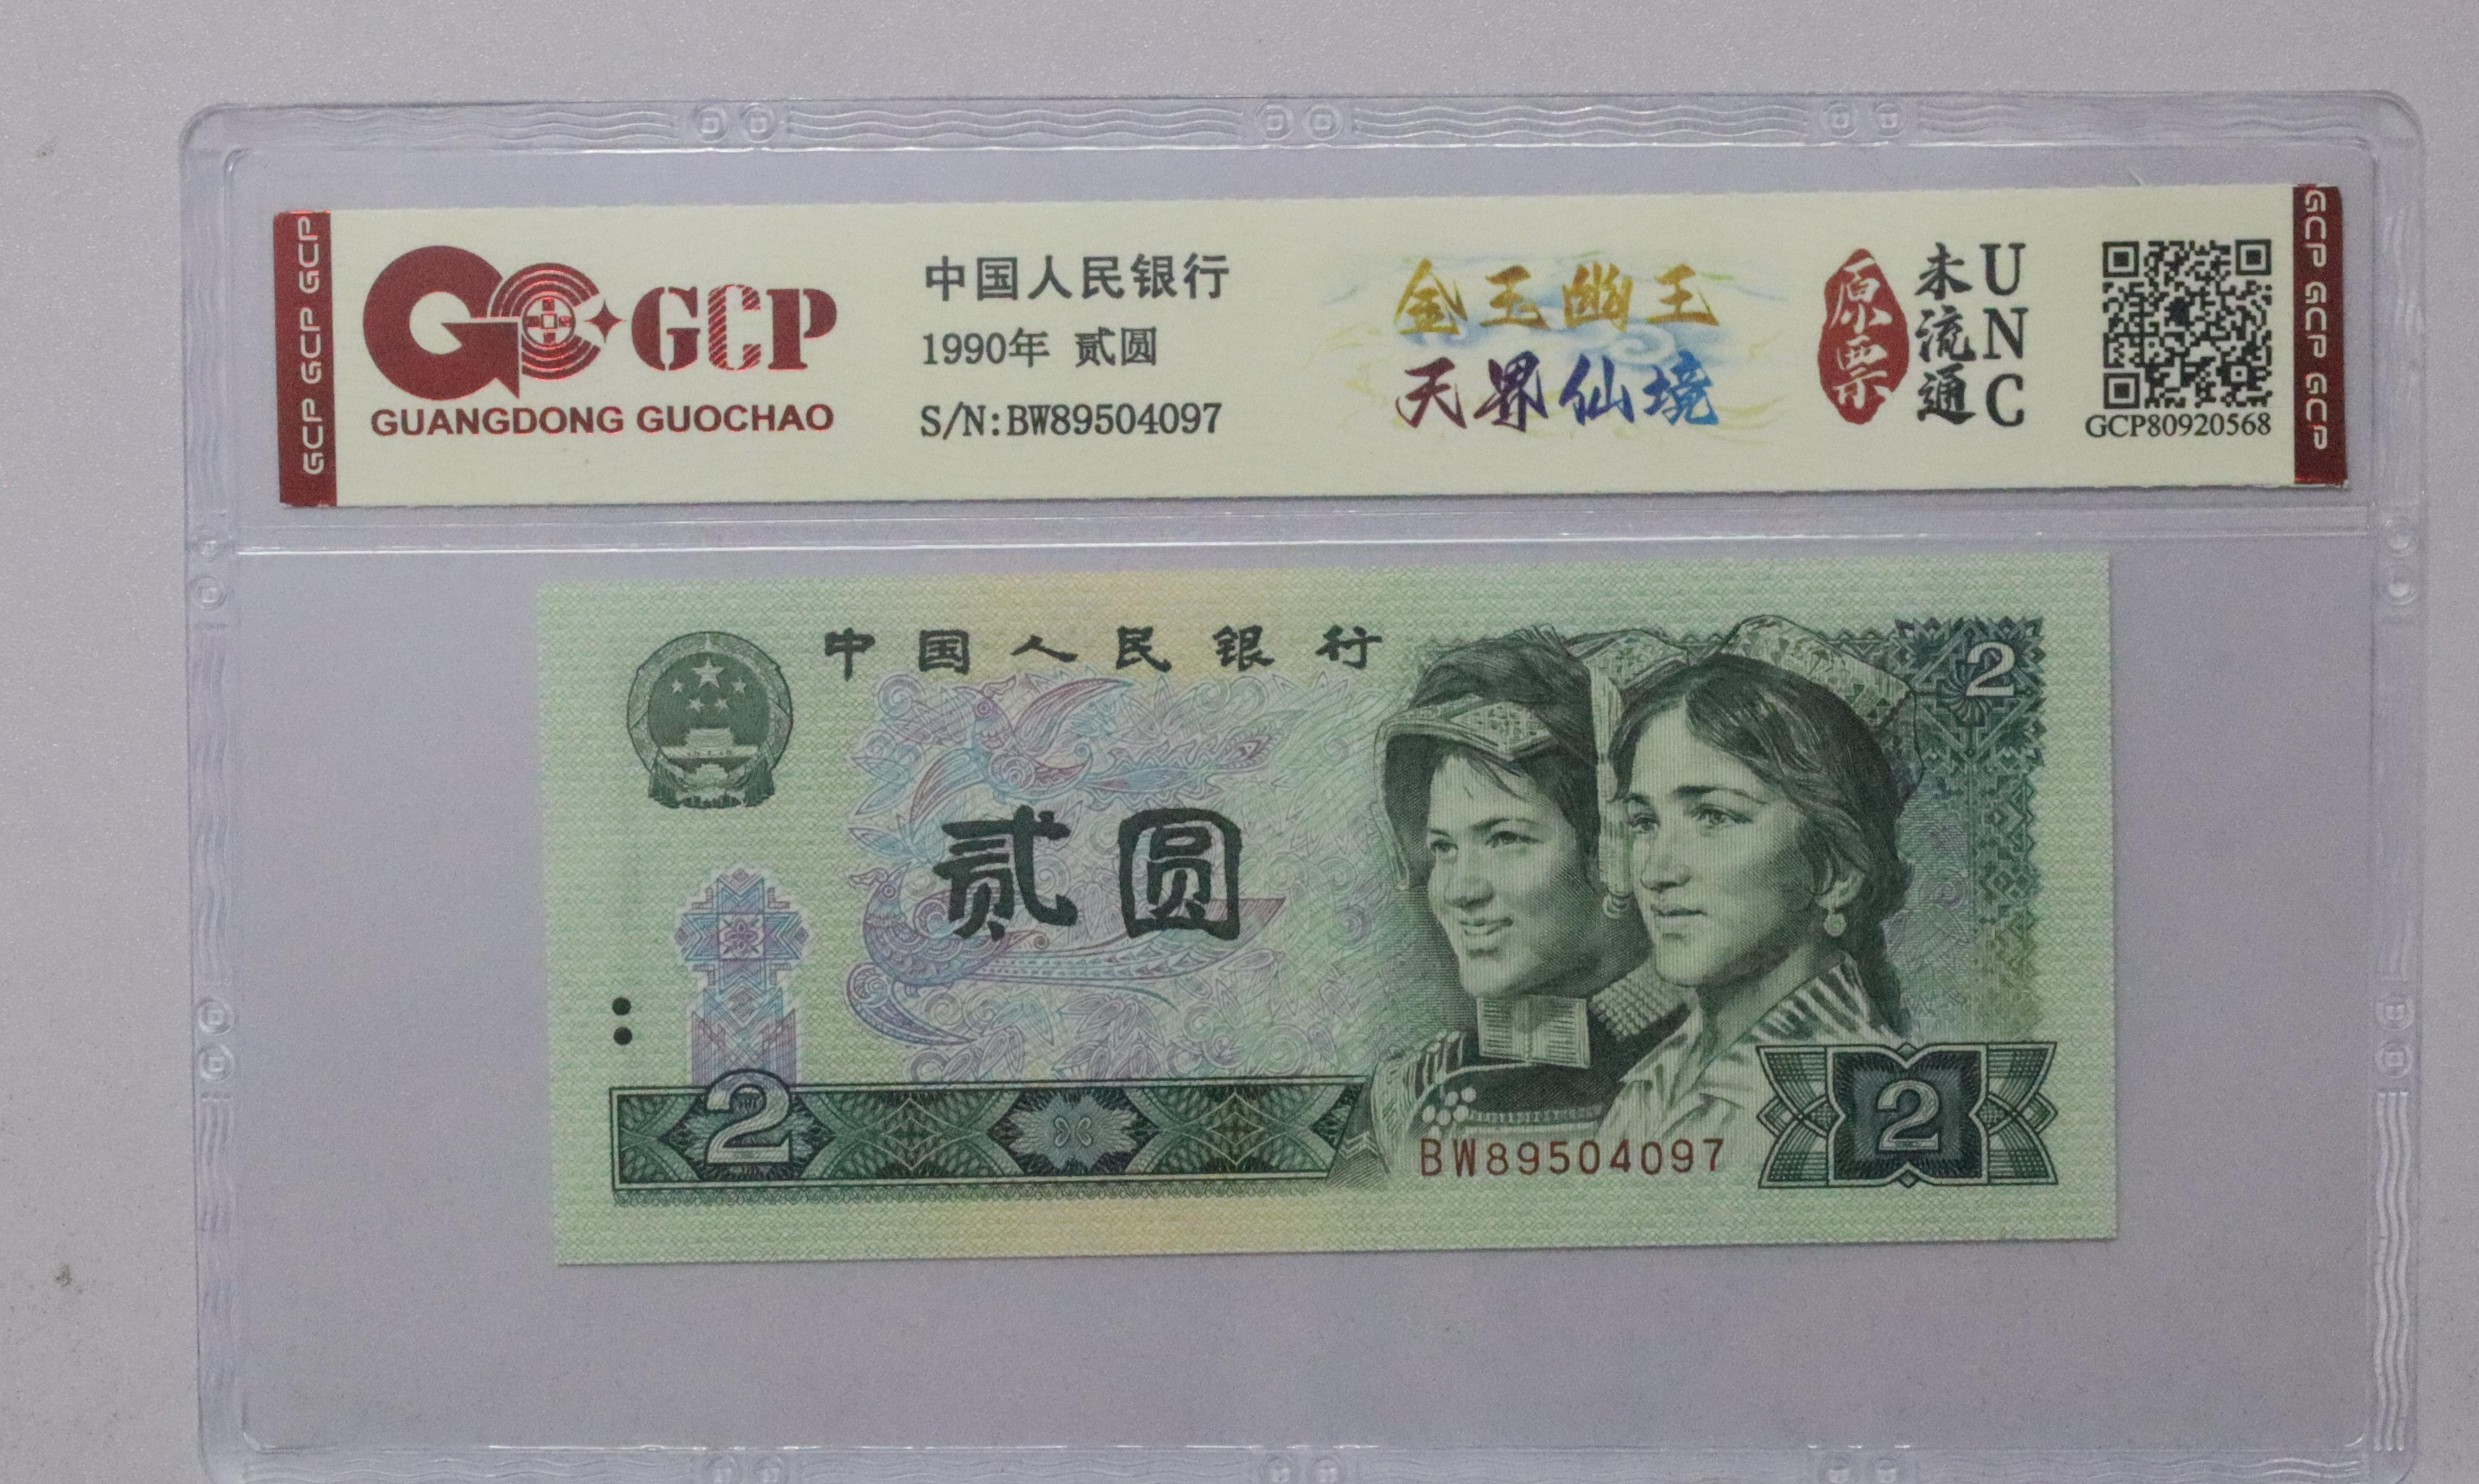 GCP GCP GCP
GCP
GUANGDONG GUOCHAO
中国人民银行
1990年 贰圆
S/N:BW89504097
金玉幽王
天界仙境
原票
未流通
UNC
GCP80920568
GCP GCP GCP
中国人民银行
2
贰圆
2
BW89504097
2